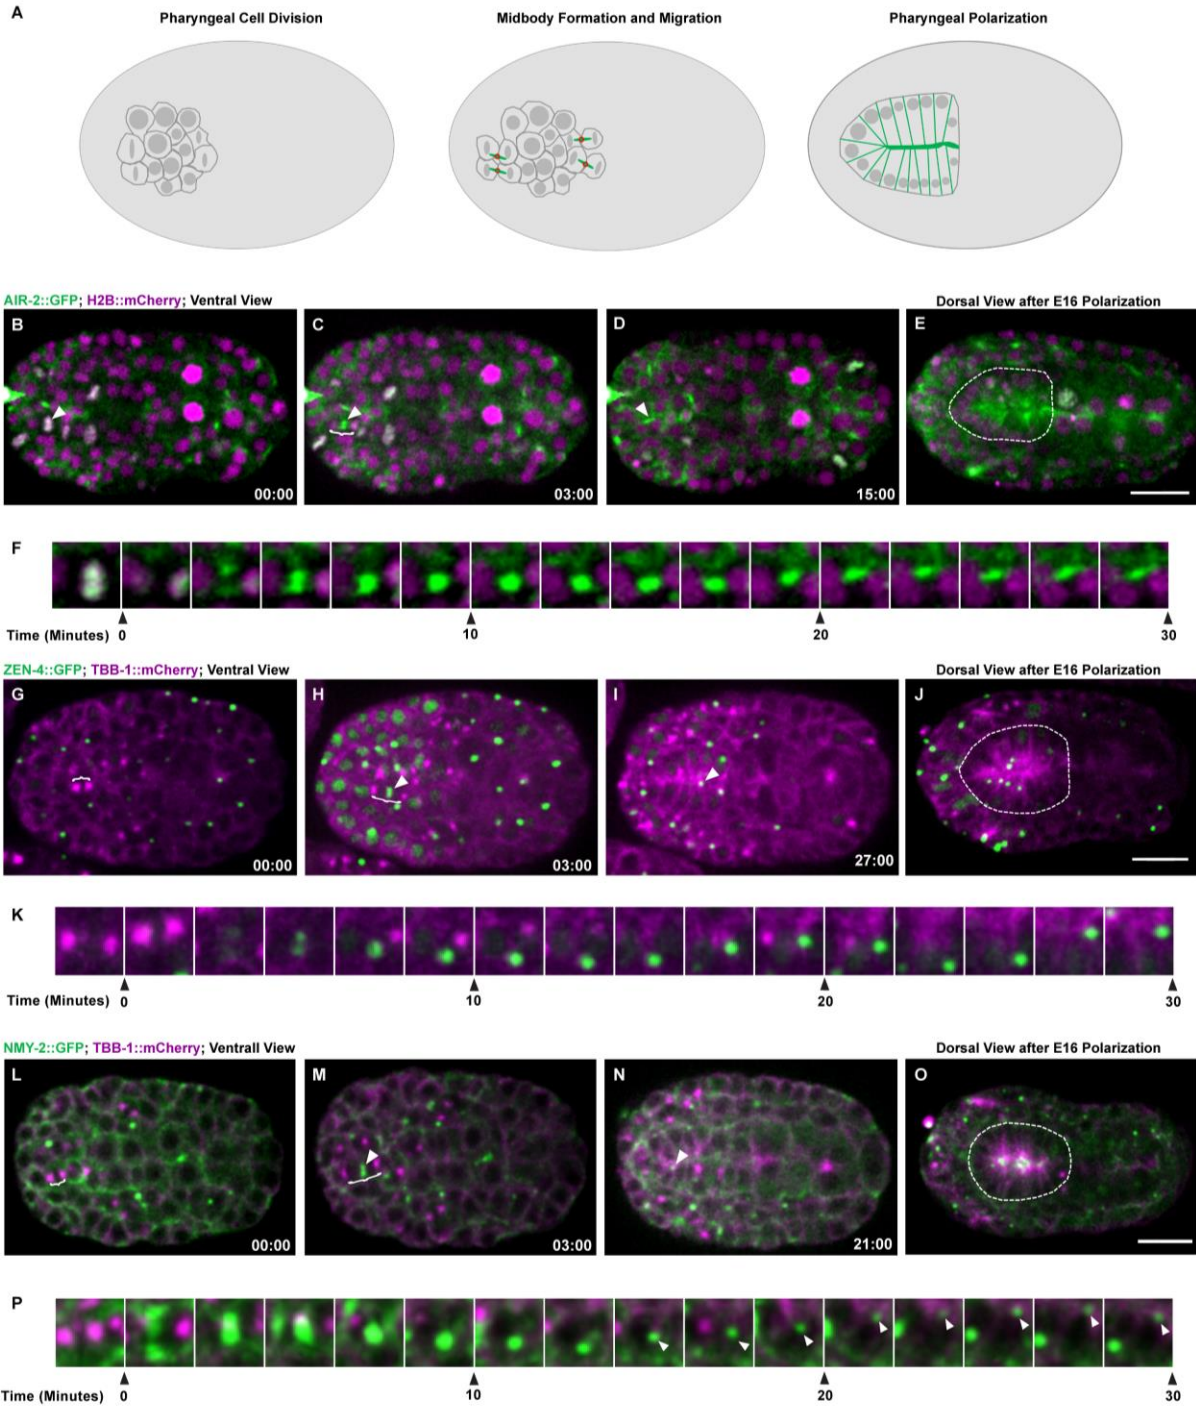 A
Pharyngeal Cell Division
Midbody Formation and Migration
Pharyngeal Polarization
AIR-2::GFP; H2B::mCherry; Ventral View
Dorsal View after E16 Polarization
B
00:00
C
03:00
D
15:00
E
F
Time (Minutes) 0 10 20 30
ZEN-4::GFP; TBB-1::mCherry; Ventral View
Dorsal View after E16 Polarization
G
00:00
H
03:00
I
27:00
J
K
Time (Minutes) 0 10 20 30
NMY-2::GFP; TBB-1::mCherry; Ventrall View
Dorsal View after E16 Polarization
L
00:00
M
03:00
N
21:00
O
P
Time (Minutes) 0 10 20 30